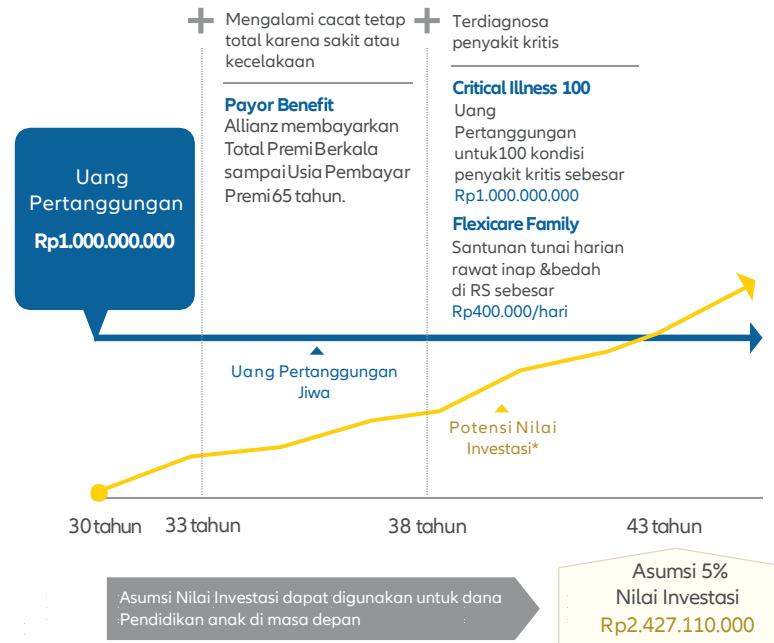 Mengalami cacat tetap
total karena sakit atau
kecelakaan
Payor Benefit
Allianz membayarkan
Total Premi Berkala
sampai Usia Pembayar
Premi 65 tahun.
Terdiagnosa
penyakit kritis
Critical Illness 100
Uang
Pertanggungan
untuk100 kondisi
penyakit kritis sebesar
Rp1.000.000.000
Flexicare Family
Santunan tunai harian
rawat inap &bedah
di RS sebesar
Rp400.000/hari
Uang
Pertanggungan
Rp1.000.000.000
Uang Pertanggungan
Jiwa
Potensi Nilai
Investasi*
30 tahun
33 tahun
38 tahun
43 tahun
Asumsi Nilai Investasi dapat digunakan untuk dana
Pendidikan anak di masa depan
Asumsi 5%
Nilai Investasi
Rp2.427.110.000